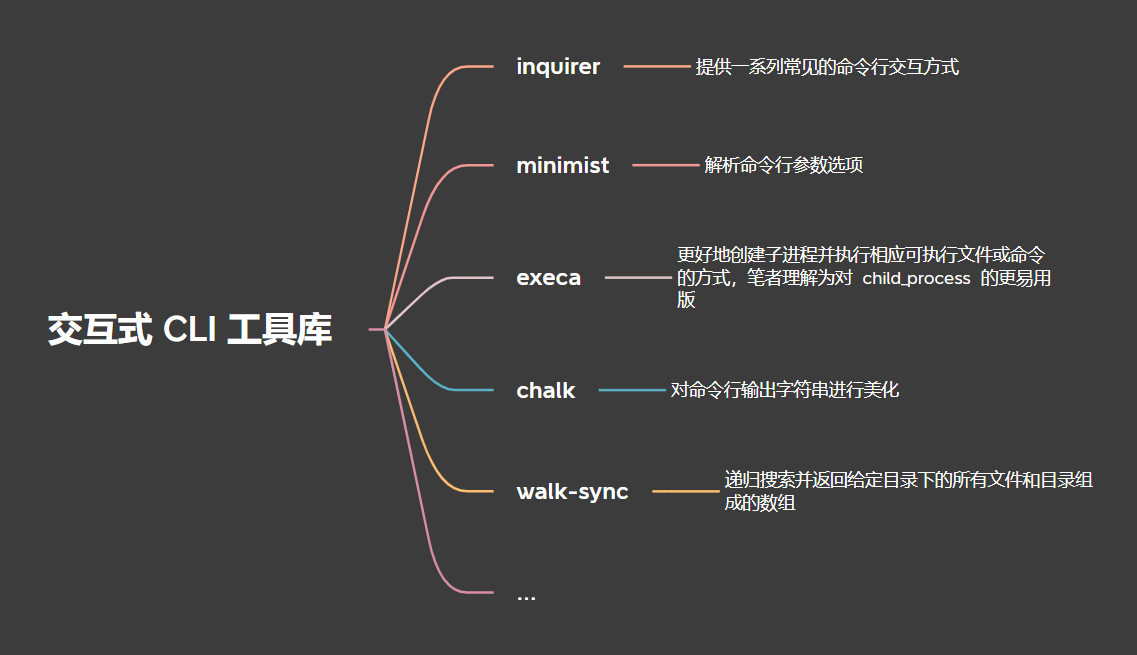 交互式 CLI 工具库
inquirer
提供一系列常见的命令行交互方式
minimist
解析命令行参数选项
execa
更好地创建子进程并执行相应可执行文件或命令
的方式，笔者理解为对 child_process 的更易用
版
chalk
对命令行输出字符串进行美化
walk-sync
递归搜索并返回给定目录下的所有文件和目录组
成的数组
...